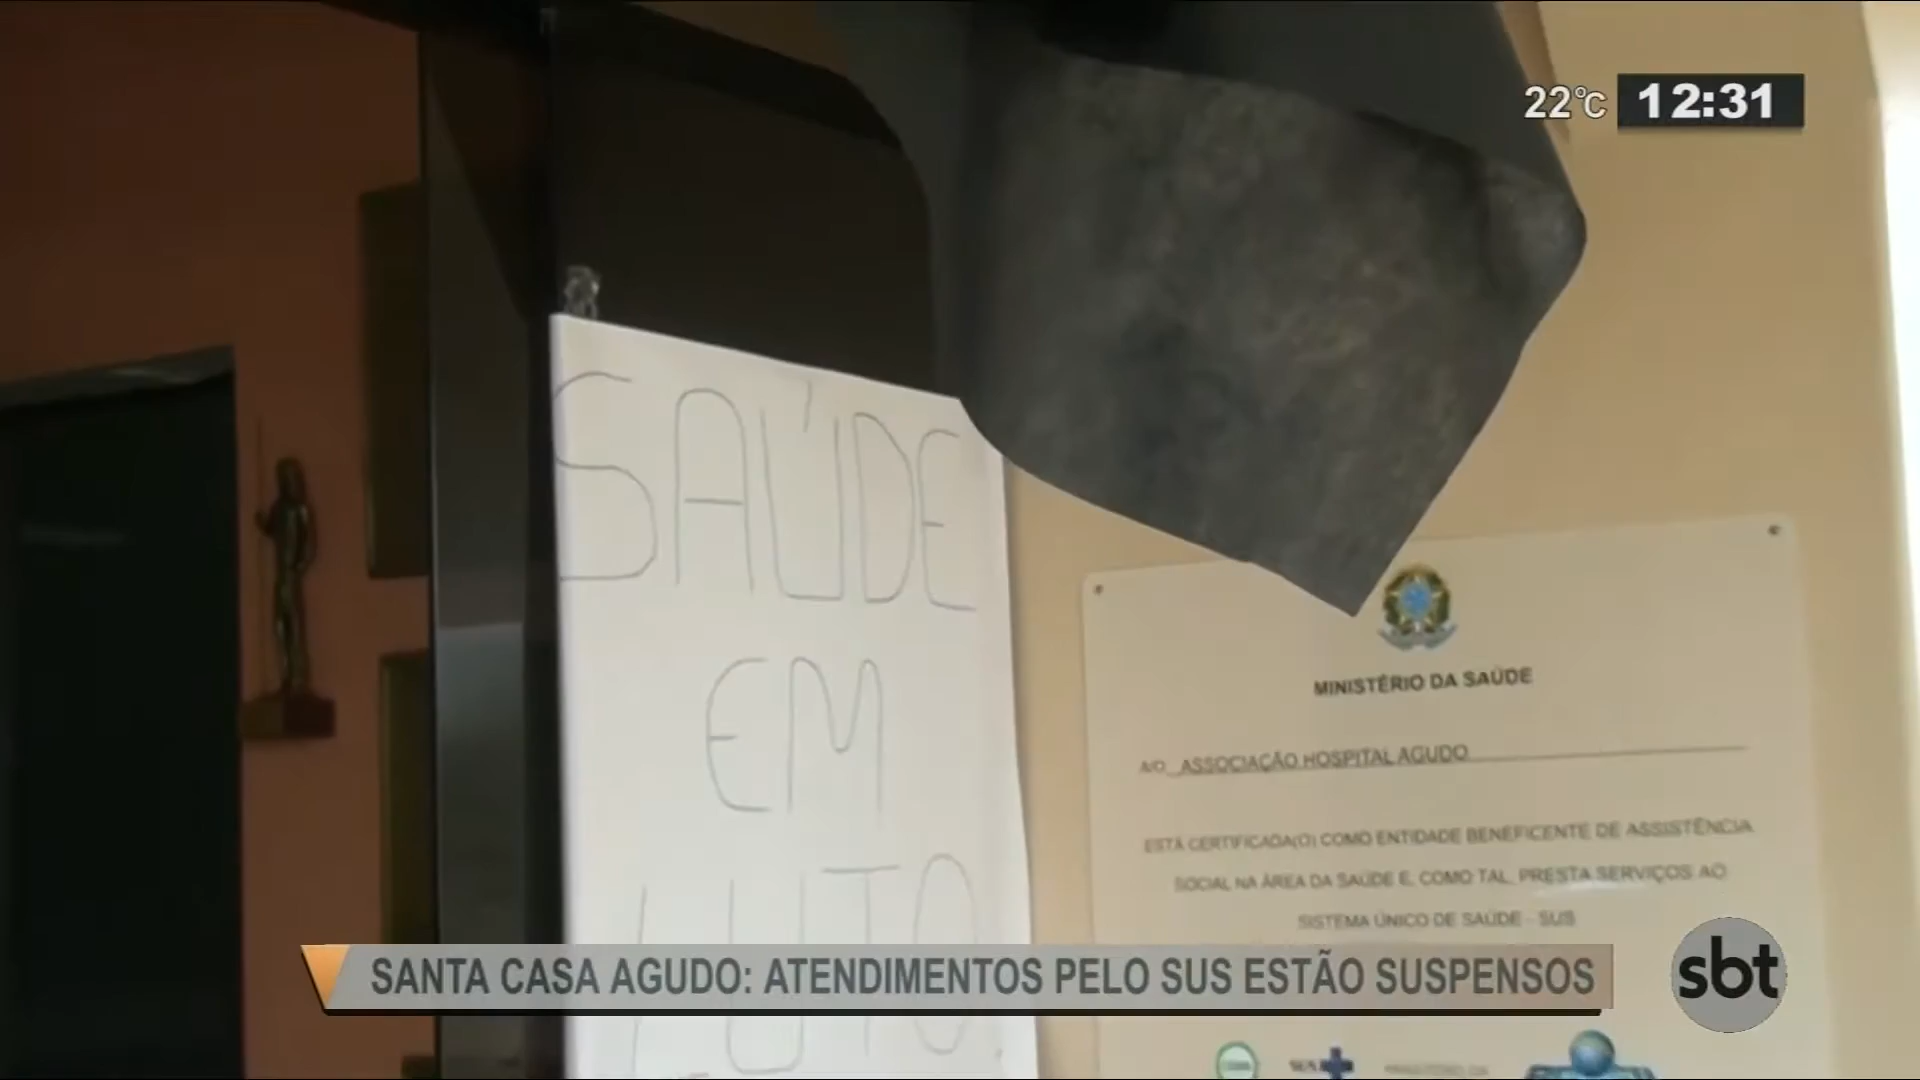 22°C 12:31
SAÚDE
EM
LUTO
MINISTÉRIO DA SAÚDE
A/O ASSOCIAÇÃO HOSPITAL AGUDO
ESTÁ CERTIFICADA(O) COMO ENTIDADE BENEFICENTE DE ASSISTÊNCIA
SOCIAL NA ÁREA DA SAÚDE E, COMO TAL, PRESTA SERVIÇOS AO
SISTEMA ÚNICO DE SAÚDE - SUS
SANTA CASA AGUDO: ATENDIMENTOS PELO SUS ESTÃO SUSPENSOS
sbt
SUS